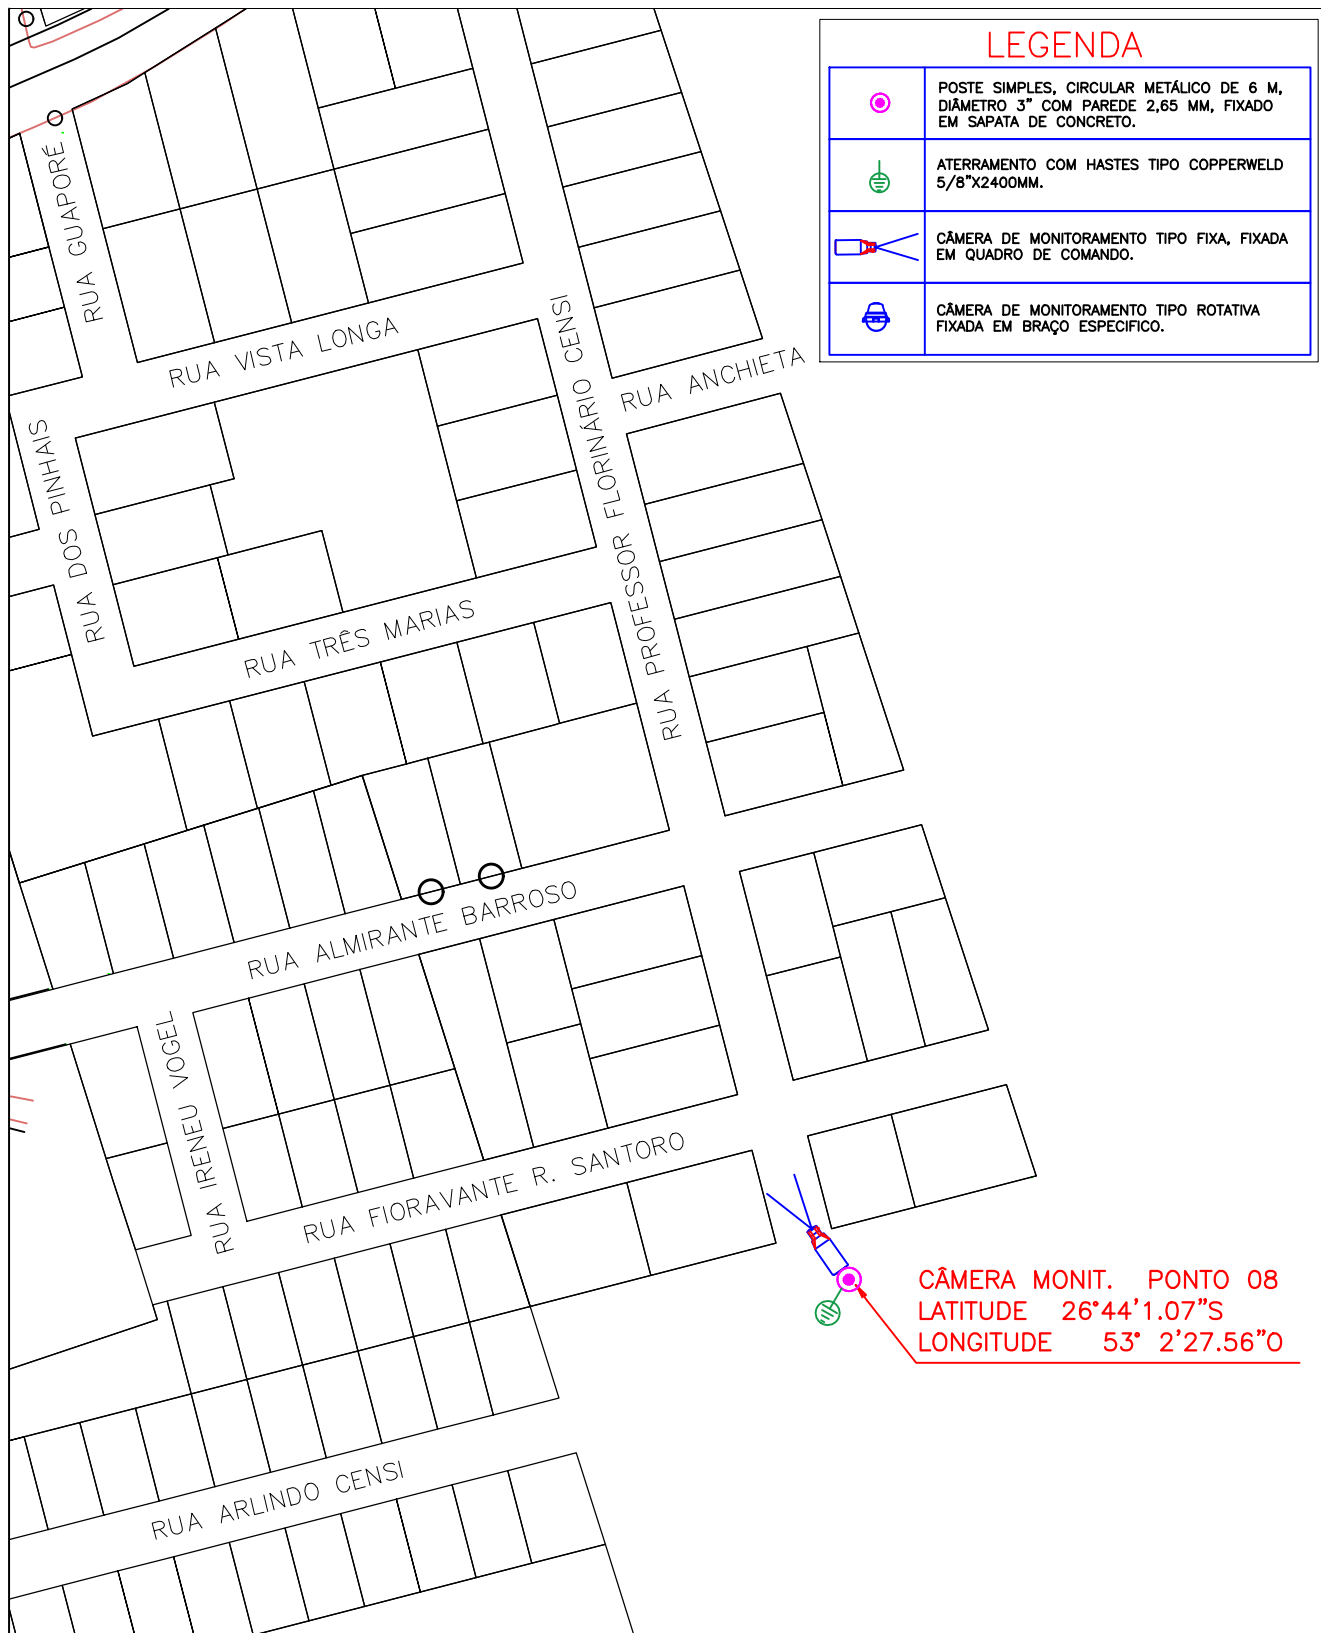 LEGENDA
POSTE SIMPLES, CIRCULAR METÁLICO DE 6 M,
DIÂMETRO 3" COM PAREDE 2,65 MM, FIXADO
EM SAPATA DE CONCRETO.
ATERRAMENTO COM HASTES TIPO COPPERWELD
5/8"X2400MM.
CÂMERA DE MONITORAMENTO TIPO FIXA, FIXADA
EM QUADRO DE COMANDO.
CÂMERA DE MONITORAMENTO TIPO ROTATIVA
FIXADA EM BRAÇO ESPECIFICO.
RUA GUAPORÉ
RUA VISTA LONGA
RUA PROFESSOR FLORINÁRIO CENSI
RUA ANCHIETA
RUA DOS PINHAIS
RUA TRÊS MARIAS
RUA ALMIRANTE BARROSO
RUA IRENEU VOGEL
RUA FIORAVANTE R. SANTORO
CÂMERA MONIT. PONTO 08
LATITUDE 26°44'1.07"S
LONGITUDE 53° 2'27.56"O
RUA ARLINDO CENSI